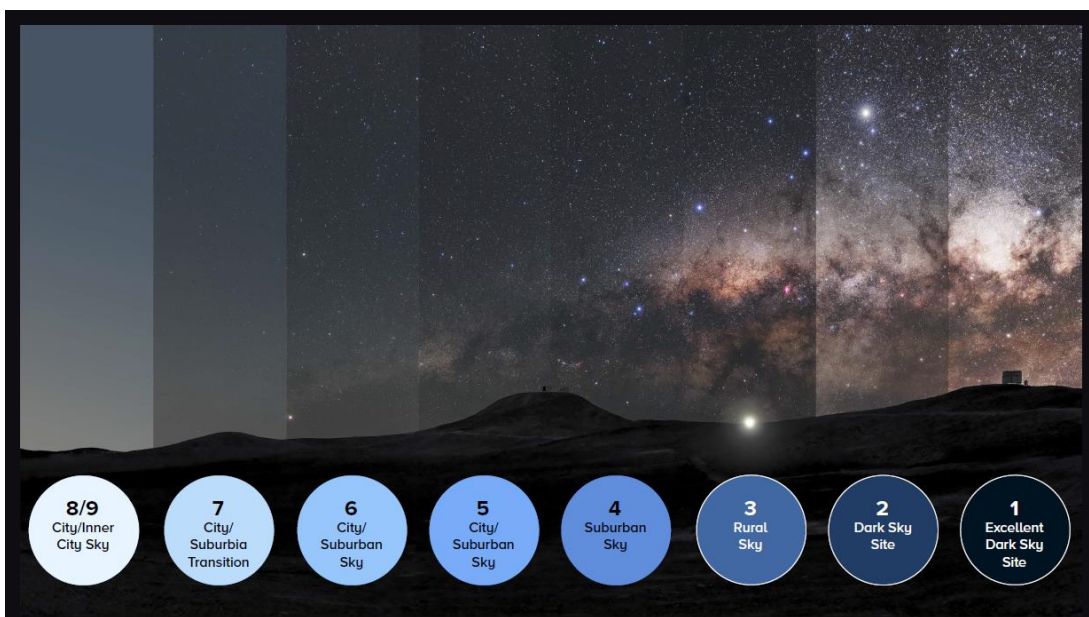 8/9
City/Inner
City Sky
7
City/
Suburbia
Transition
6
City/
Suburban
Sky
5
City/
Suburban
Sky
4
Suburban
Sky
3
Rural
Sky
2
Dark Sky
Site
1
Excellent
Dark Sky
Site